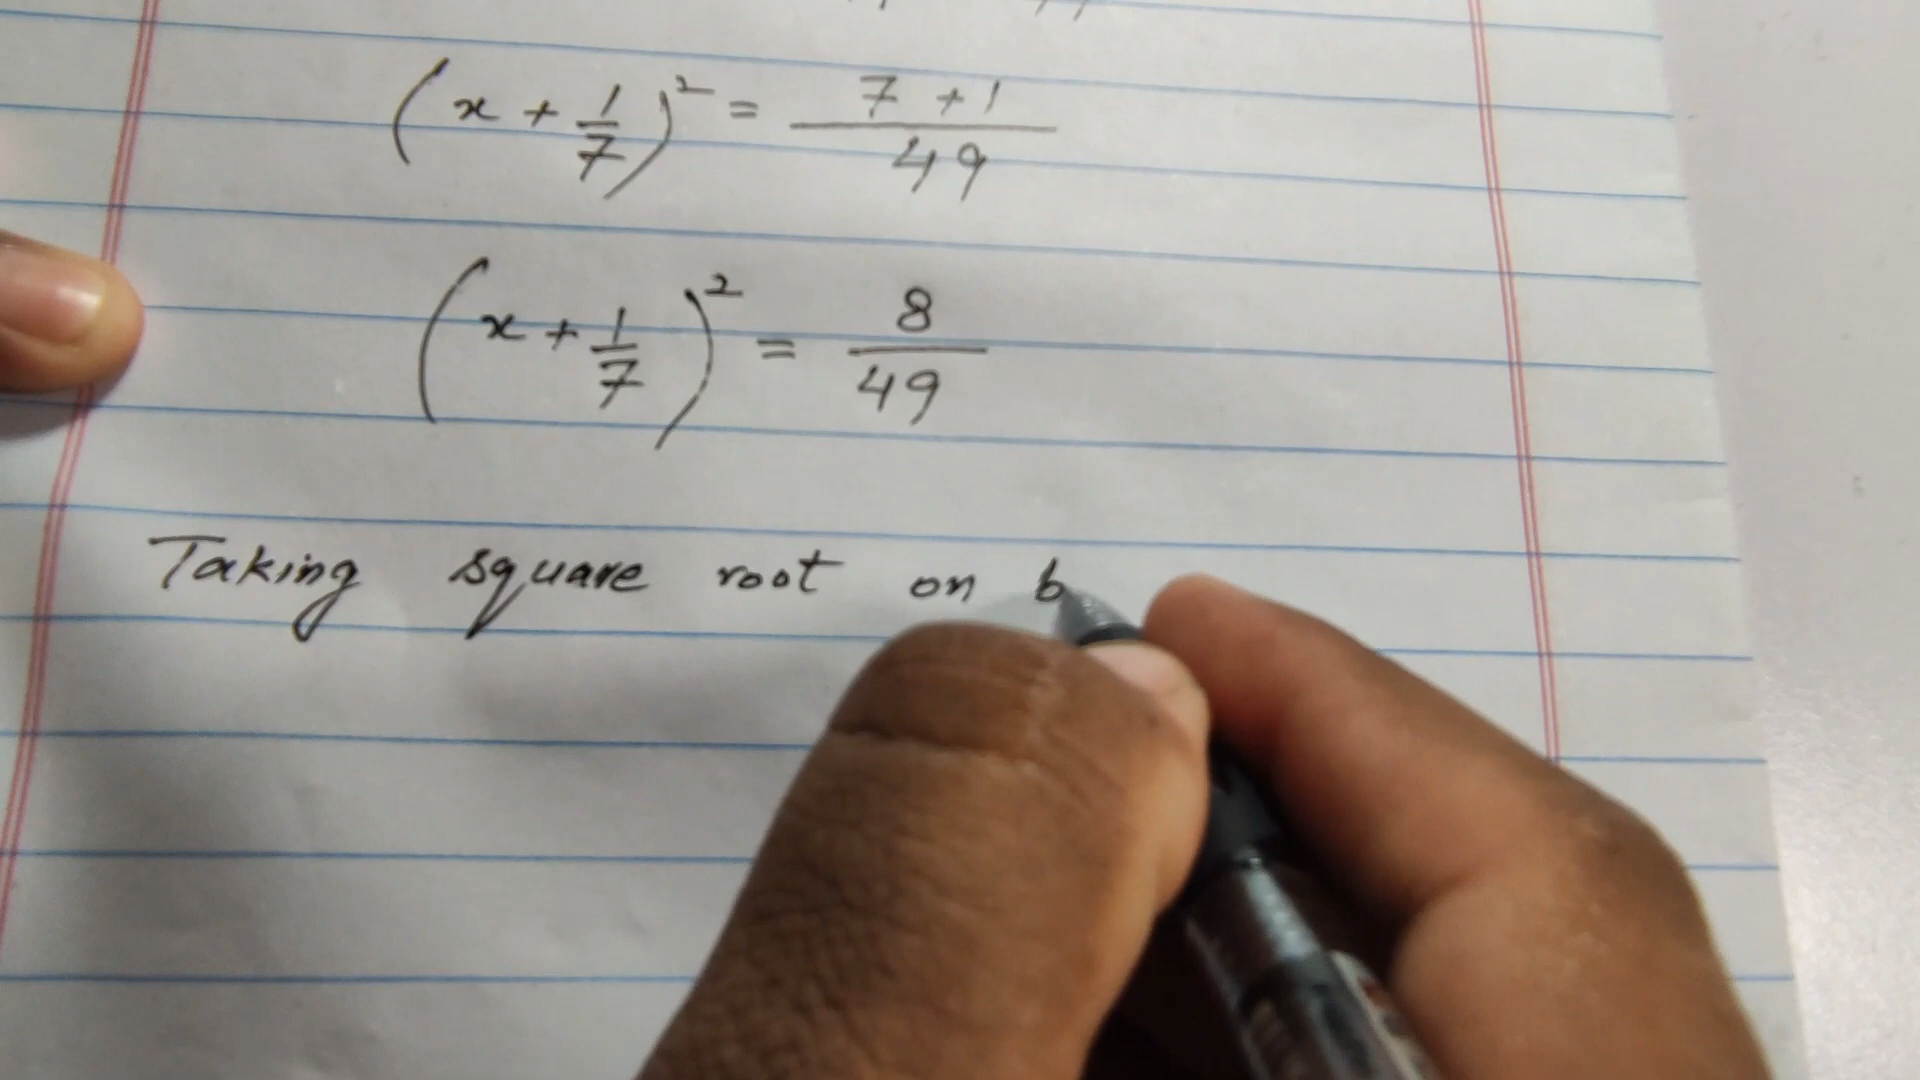 (x + 1/7)² = 7 + 1/49
(x + 1/7)² = 8/49
Taking square root on b